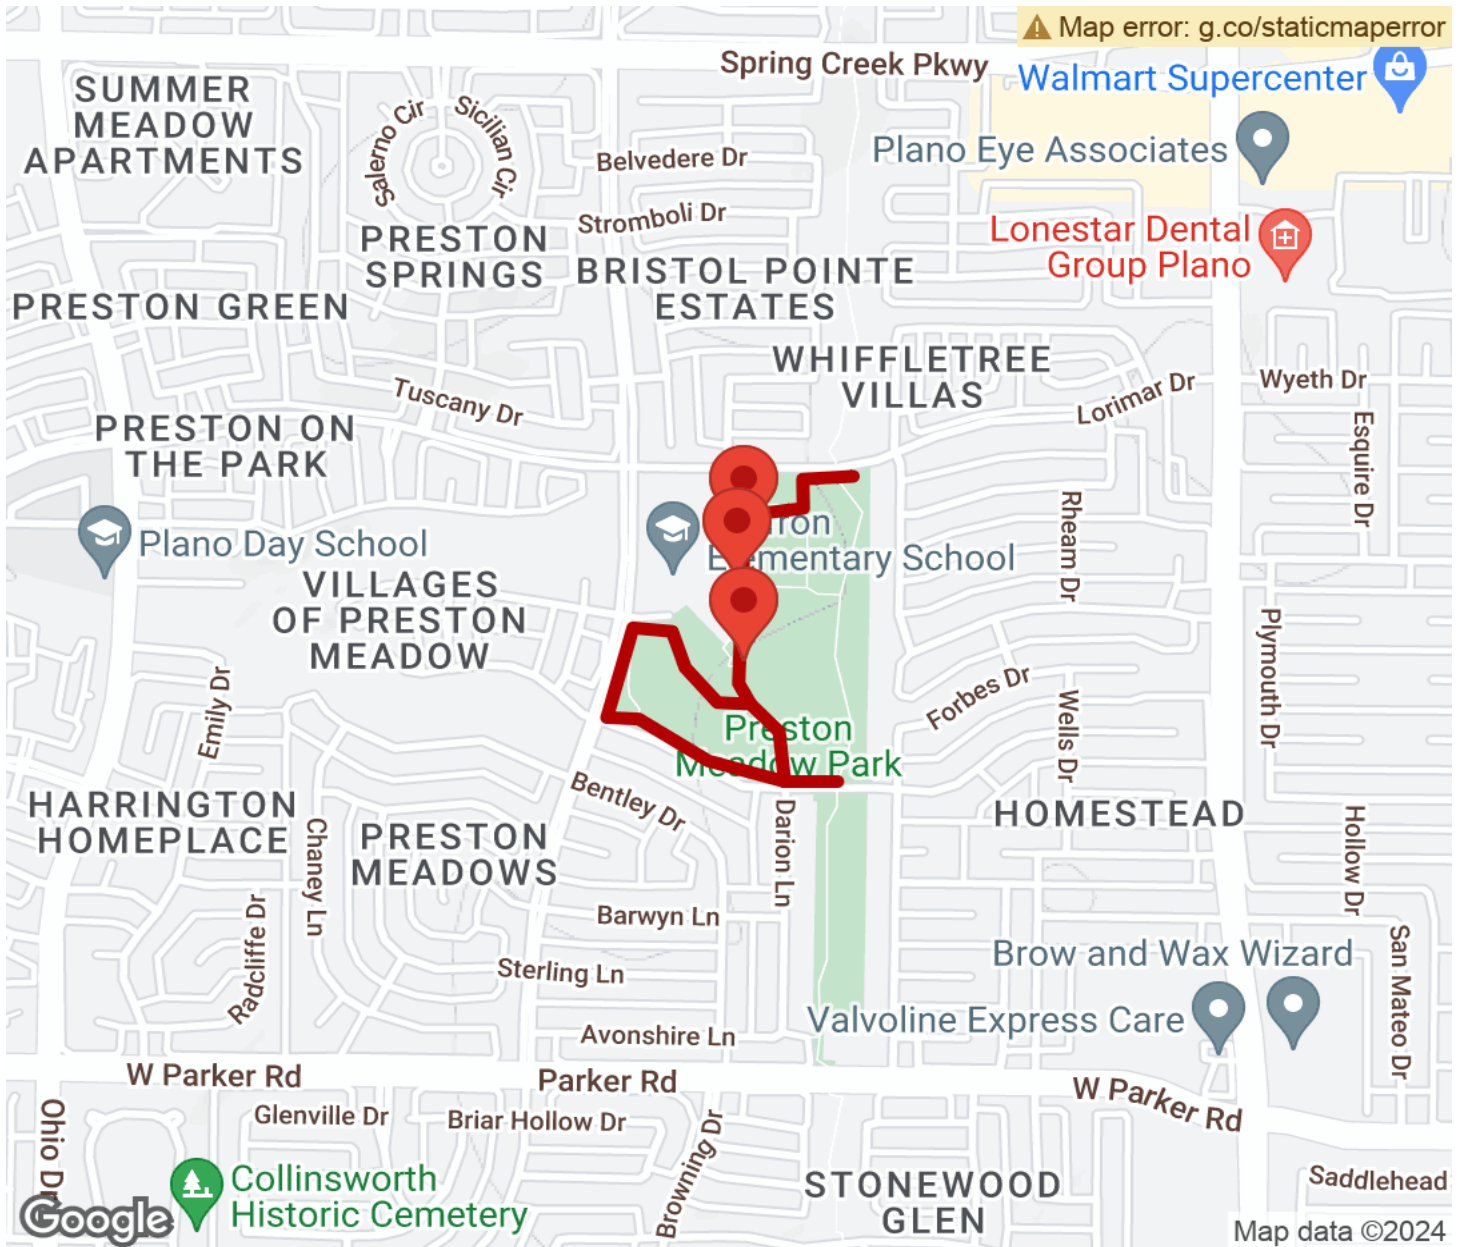 Map error: g.co/staticmaperror
Spring Creek Pkwy
Walmart Supercenter
SUMMER
MEADOW
APARTMENTS
Salerno Cir
Sicilian Cir
Belvedere Dr
Plano Eye Associates
Stromboli Dr
PRESTON
SPRINGS
Lonestar Dental
Group Plano
BRISTOL POINTE
ESTATES
PRESTON GREEN
WHIFFLETREE
VILLAS
Tuscany Dr
Lorimar Dr
Wyeth Dr
PRESTON ON
THE PARK
Esquire Dr
Rheam Dr
Plano Day School
Elementary School
VILLAGES
OF PRESTON
MEADOW
Plymouth Dr
Emily Dr
Forbes Dr
Wells Dr
Preston
Meadow Park
Bentley Dr
HARRINGTON
HOMEPLACE
Chaney Ln
PRESTON
MEADOWS
Darion Ln
HOMESTEAD
Hollow Dr
Radcliffe Dr
Barwyn Ln
Sterling Ln
Brow and Wax Wizard
San Mateo Dr
Valvoline Express Care
Avonshire Ln
W Parker Rd
Parker Rd
W Parker Rd
Ohio Dr
Glenville Dr
Briar Hollow Dr
Browning Dr
Collinsworth
Historic Cemetery
STONEWOOD
GLEN
Saddlehead
Google
Map data ©2024